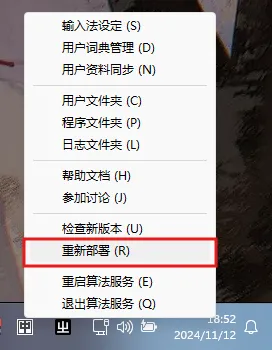 输入法设定 (S)
用户词典管理 (D)
用户资料同步 (N)
用户文件夹 (C)
程序文件夹 (P)
日志文件夹 (L)
帮助文档 (H)
参加讨论 (J)
检查新版本 (U)
重新部署 (R)
重启算法服务 (E)
退出算法服务 (Q)
中
18:52
2024/11/12